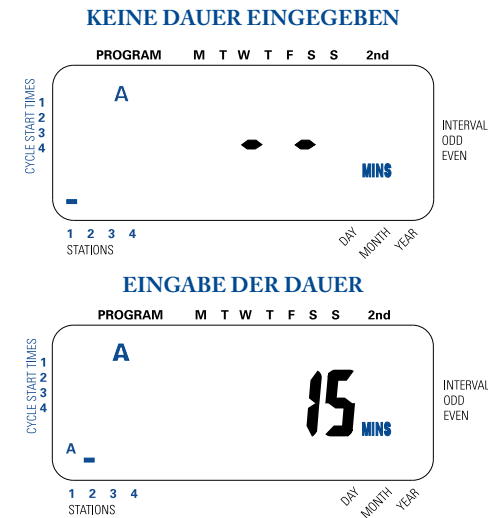 KEINE DAUER EINGEGEBEN
PROGRAM M T W T F S S 2nd
A
CYCLE START TIMES
1
2
3
4
INTERVAL
ODD
EVEN
- -
MINS
1 2 3 4
STATIONS
DAY MONTH YEAR
EINGABE DER DAUER
PROGRAM M T W T F S S 2nd
A
CYCLE START TIMES
1
2
3
4
INTERVAL
ODD
EVEN
15 MINS
A
1 2 3 4
STATIONS
DAY MONTH YEAR